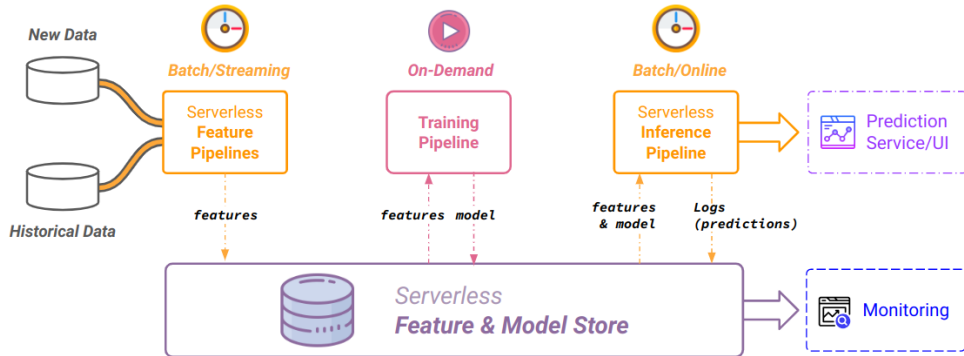 New Data
Historical Data
Batch/Streaming
Serverless
Feature
Pipelines
features
On-Demand
Training
Pipeline
features
model
Batch/Online
Serverless
Inference
Pipeline
features
& model
Logs
(predictions)
Prediction
Service/UI
Serverless
Feature & Model Store
Monitoring